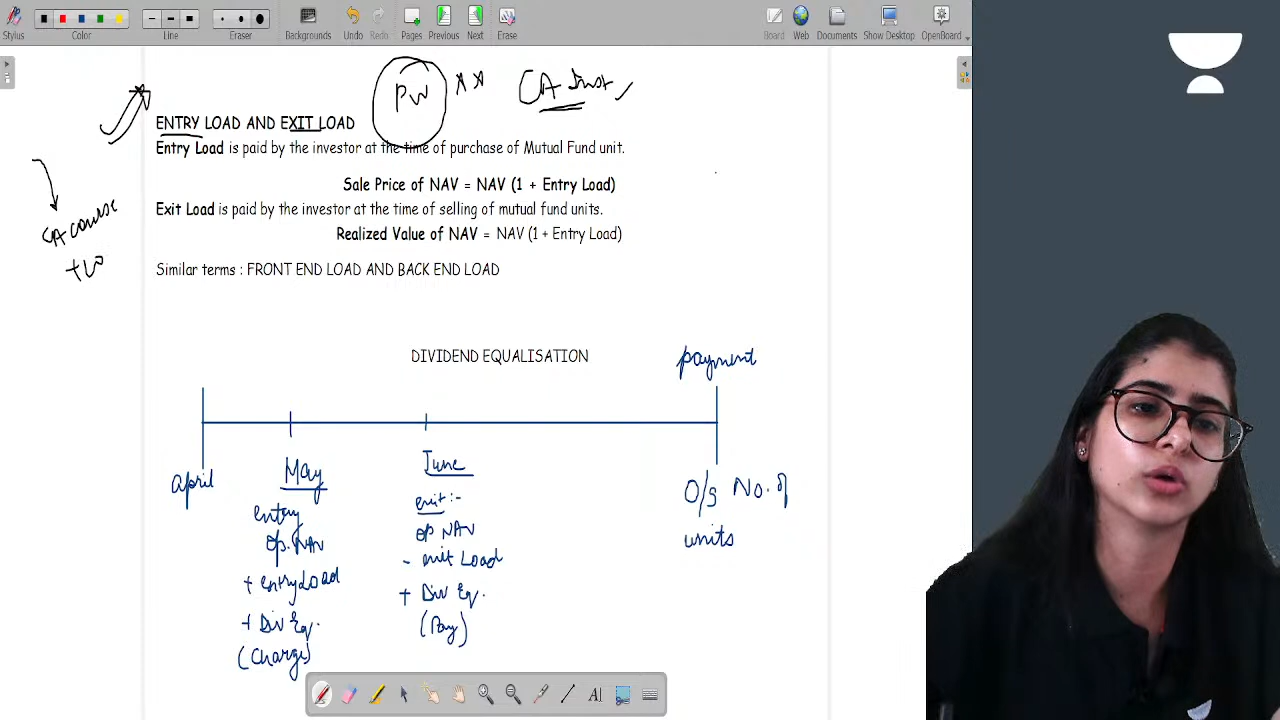 Stylus
Color
Line
Eraser
Backgrounds
Undo
Redo
Pages
Previous
Next
Erase
Board
Web
Documents
Show Desktop
OpenBoard
PW
CA Inst
ENTRY LOAD AND EXIT LOAD
Entry Load is paid by the investor at the time of purchase of Mutual Fund unit.
Sale Price of NAV = NAV (1 + Entry Load)
Exit Load is paid by the investor at the time of selling of mutual fund units.
Realized Value of NAV = NAV (1 + Entry Load)
CA course
Similar terms : FRONT END LOAD AND BACK END LOAD
DIVIDEND EQUALISATION
payment
April
May
entry
Op. NAV
+ entry Load
+ Div Eq.
(Charge)
June
exit :-
Op NAV
- exit Load
+ Div Eq.
(Pay)
O/s No. of
units